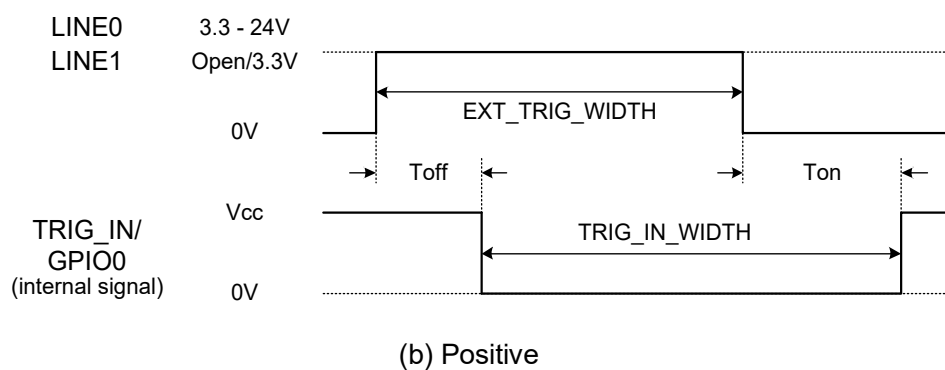 LINE0 3.3 - 24V
LINE1 Open/3.3V
EXT_TRIG_WIDTH
0V
Toff Ton
Vcc
TRIG_IN/
GPIO0
(internal signal)
TRIG_IN_WIDTH
0V
(b) Positive